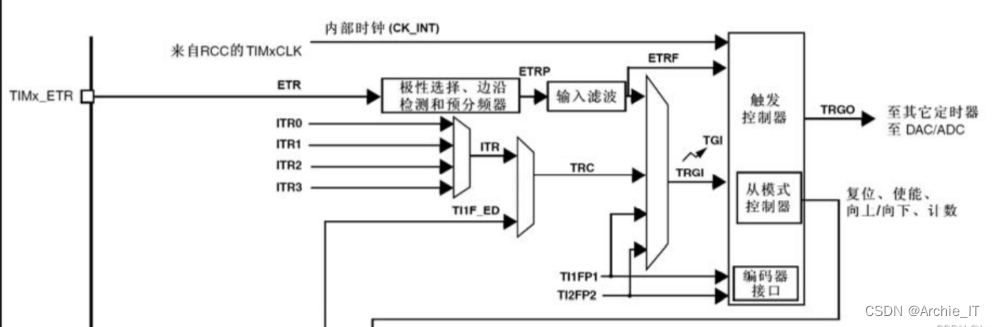 内部时钟 (CK_INT)
来自RCC的TIMxCLK
ETRF
ETR
ETRP
TIMx_ETR
极性选择、边沿
检测和预分频器
输入滤波
触发
控制器
TRGO
至其它定时器
至 DAC/ADC
ITR0
ITR1
ITR2
ITR3
ITR
TRC
TGI
TRGI
TI1F_ED
从模式
控制器
复位、使能、
向上/向下、计数
TI1FP1
TI2FP2
编码器
接口
CSDN @Archie_IT